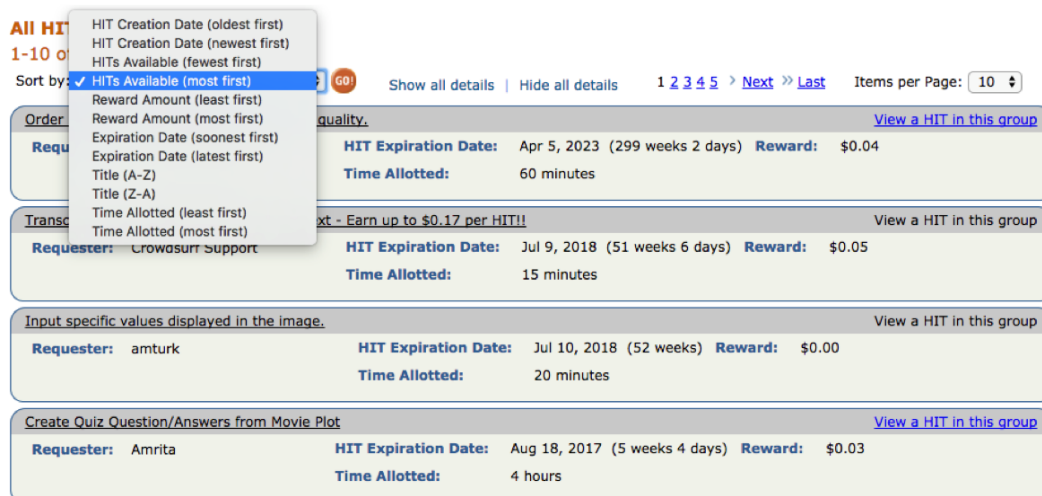 All HIT
1-10 o
Sort by:
HIT Creation Date (oldest first)
HIT Creation Date (newest first)
HITs Available (fewest first)
✓ HITs Available (most first)
Reward Amount (least first)
Reward Amount (most first)
Expiration Date (soonest first)
Expiration Date (latest first)
Title (A-Z)
Title (Z-A)
Time Allotted (least first)
Time Allotted (most first)
GO! Show all details | Hide all details 1 2 3 4 5 > Next >> Last Items per Page: 10
Order quality. View a HIT in this group
Requ HIT Expiration Date: Apr 5, 2023 (299 weeks 2 days) Reward: $0.04
Time Allotted: 60 minutes
Transc xt - Earn up to $0.17 per HIT!! View a HIT in this group
Requester: Crowdsurf Support HIT Expiration Date: Jul 9, 2018 (51 weeks 6 days) Reward: $0.05
Time Allotted: 15 minutes
Input specific values displayed in the image. View a HIT in this group
Requester: amturk HIT Expiration Date: Jul 10, 2018 (52 weeks) Reward: $0.00
Time Allotted: 20 minutes
Create Quiz Question/Answers from Movie Plot View a HIT in this group
Requester: Amrita HIT Expiration Date: Aug 18, 2017 (5 weeks 4 days) Reward: $0.03
Time Allotted: 4 hours